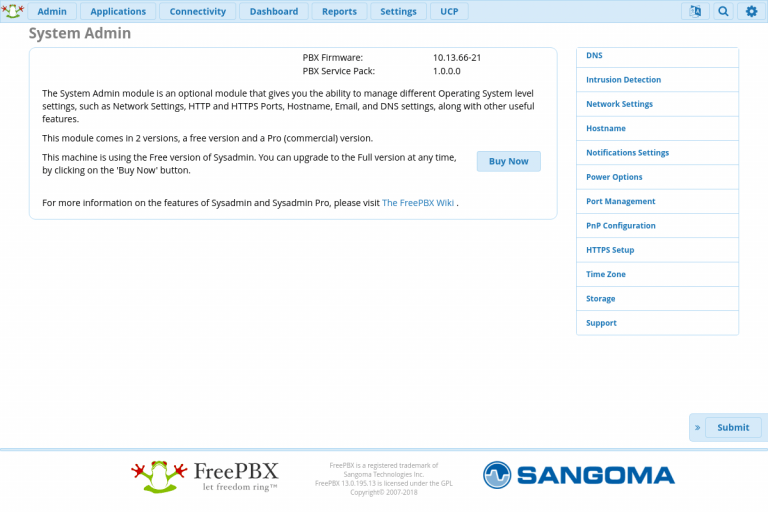 Admin
Applications
Connectivity
Dashboard
Reports
Settings
UCP
System Admin
PBX Firmware: 10.13.66-21
PBX Service Pack: 1.0.0.0
The System Admin module is an optional module that gives you the ability to manage different Operating System level
settings, such as Network Settings, HTTP and HTTPS Ports, Hostname, Email, and DNS settings, along with other useful
features.
This module comes in 2 versions, a free version and a Pro (commercial) version.
This machine is using the Free version of Sysadmin. You can upgrade to the Full version at any time,
by clicking on the 'Buy Now' button.
Buy Now
For more information on the features of Sysadmin and Sysadmin Pro, please visit The FreePBX Wiki .
DNS
Intrusion Detection
Network Settings
Hostname
Notifications Settings
Power Options
Port Management
PnP Configuration
HTTPS Setup
Time Zone
Storage
Support
» Submit
FreePBX
let freedom ring™
FreePBX is a registered trademark of
Sangoma Technologies Inc.
FreePBX 13.0.195.13 is licensed under the GPL
Copyright© 2007-2018
SANGOMA